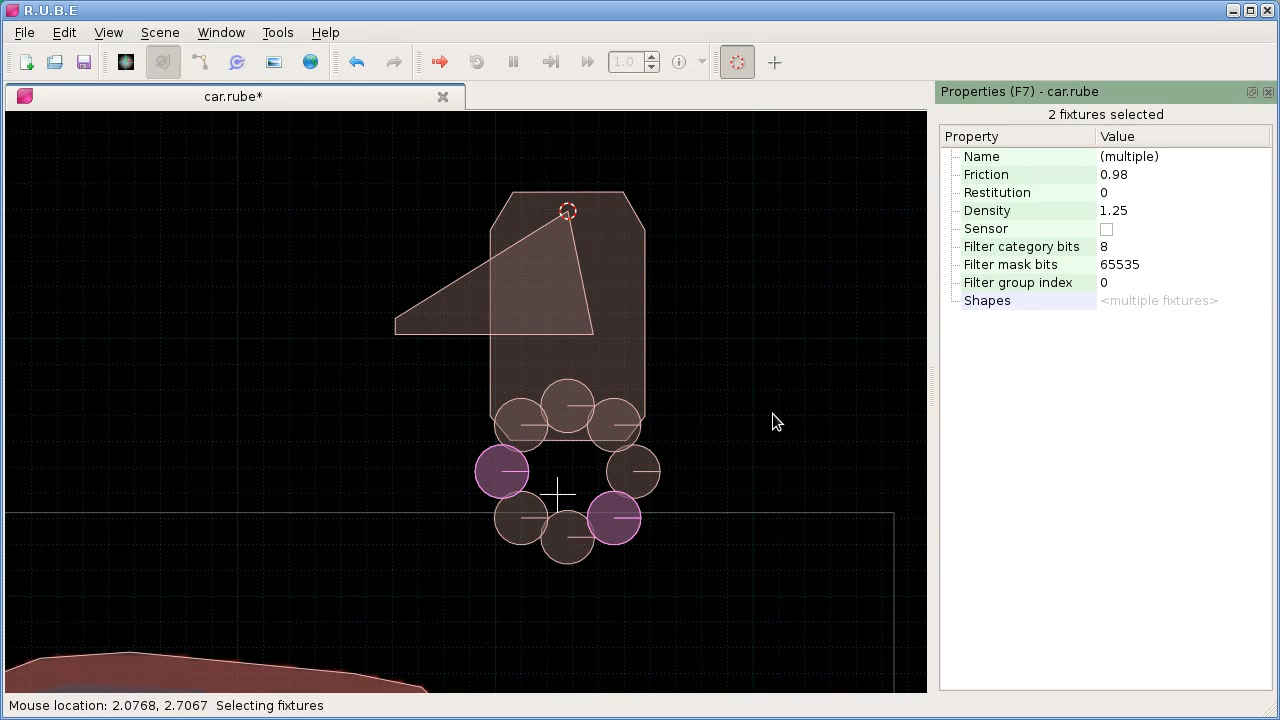 R.U.B.E
File Edit View Scene Window Tools Help
1.0
car.rube*
Properties (F7) - car.rube
2 fixtures selected
Property Value
Name (multiple)
Friction 0.98
Restitution 0
Density 1.25
Sensor
Filter category bits 8
Filter mask bits 65535
Filter group index 0
Shapes <multiple fixtures>
Mouse location: 2.0768, 2.7067 Selecting fixtures